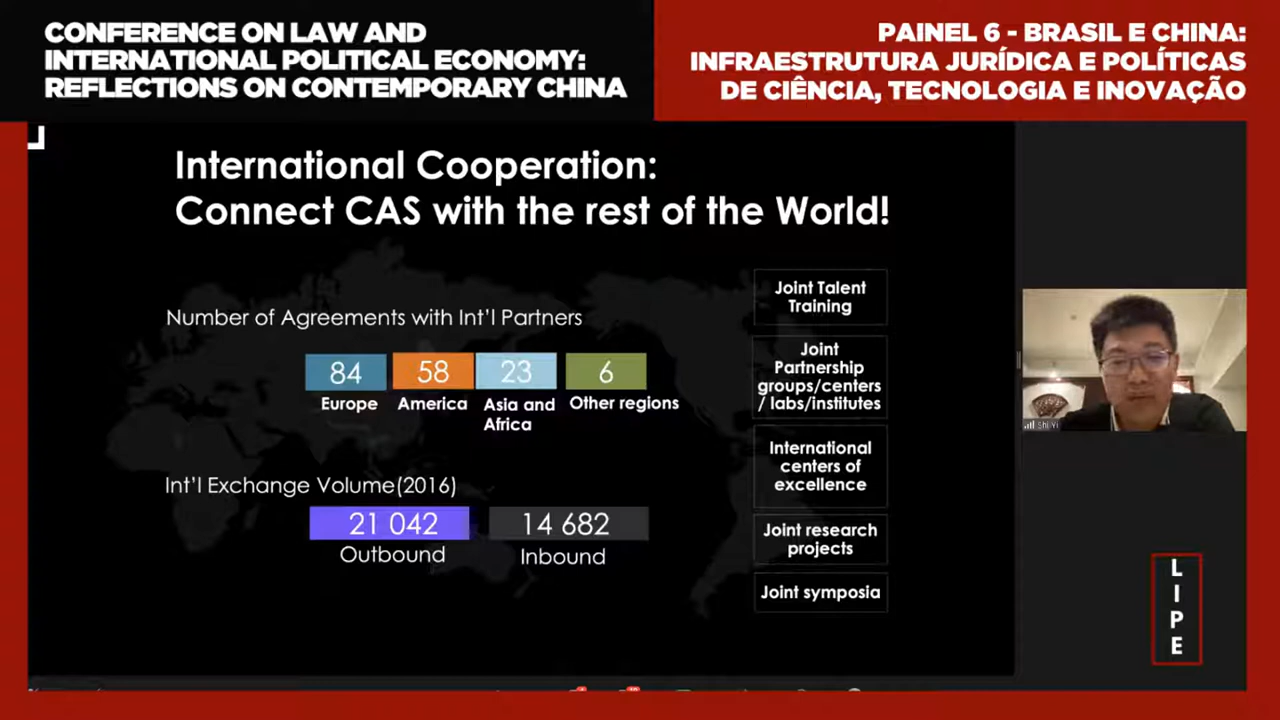 CONFERENCE ON LAW AND
INTERNATIONAL POLITICAL ECONOMY:
REFLECTIONS ON CONTEMPORARY CHINA
PAINEL 6 - BRASIL E CHINA:
INFRAESTRUTURA JURÍDICA E POLÍTICAS
DE CIÊNCIA, TECNOLOGIA E INOVAÇÃO
International Cooperation:
Connect CAS with the rest of the World!
Number of Agreements with Int'l Partners
84
58
23
6
Europe
America
Asia and
Africa
Other regions
Int'l Exchange Volume(2016)
21 042
14 682
Outbound
Inbound
Joint Talent
Training
Joint
Partnership
groups/centers
/ labs/institutes
International
centers of
excellence
Joint research
projects
Joint symposia
Shi Yi
L
I
P
E